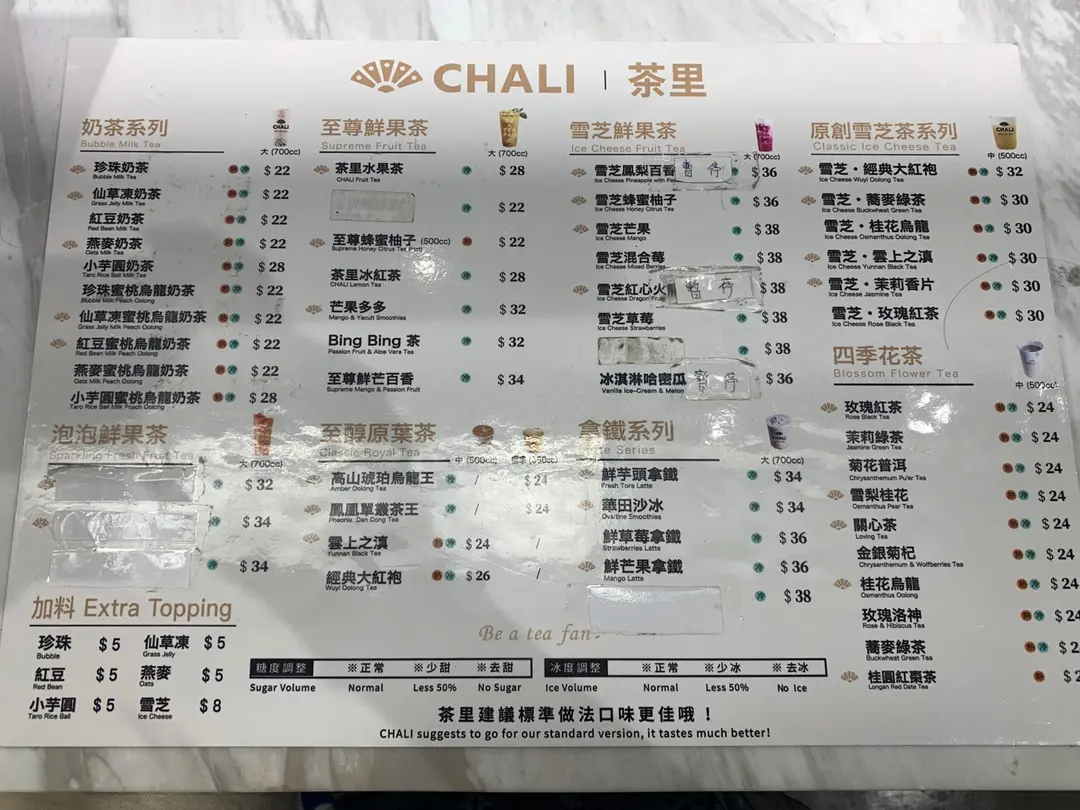 CHALI | 茶里
奶茶系列
Bubble Milk Tea
大 (700cc)
珍珠奶茶 $ 22
Bubble Milk Tea
仙草凍奶茶 $ 22
Grass Jelly Milk Tea
紅豆奶茶 $ 22
Red Bean Milk Tea
燕麥奶茶 $ 22
Oats Milk Tea
小芋圓奶茶 $ 28
Taro Rice Ball Milk Tea
珍珠蜜桃烏龍奶茶 $ 22
Bubble Milk Peach Oolong
仙草凍蜜桃烏龍奶茶 $ 22
Grass Jelly Milk Peach Oolong
紅豆蜜桃烏龍奶茶 $ 22
Red Bean Milk Peach Oolong
燕麥蜜桃烏龍奶茶 $ 22
Oats Milk Peach Oolong
小芋圓蜜桃烏龍奶茶 $ 28
Taro Rice Ball Milk Peach Oolong
至尊鮮果茶
Supreme Fruit Tea
大 (700cc)
茶里水果茶 $ 28
CHALI Fruit Tea
$ 22
至尊蜂蜜柚子 (500cc) $ 22
Supreme Honey Citrus Tea (Hot)
茶里冰紅茶 $ 28
CHALI Lemon Tea
芒果多多 $ 32
Mango & Yacult Smoothies
Bing Bing 茶 $ 32
Passion Fruit & Aloe Vera Tea
至尊鮮芒百香 $ 34
Supreme Mango & Passion Fruit
雪芝鮮果茶
Ice Cheese Fruit Tea
大 (700cc)
雪芝鳳梨百香 暫停 $ 36
Ice Cheese Pineapple with
雪芝蜂蜜柚子 $ 36
Ice Cheese Honey Citrus Tea
雪芝芒果 $ 38
Ice Cheese Mango
雪芝混合莓 $ 38
Ice Cheese Mixed Berries
雪芝紅心火 暫停 $ 38
Ice Cheese Dragon Fruit
雪芝草莓 $ 38
Ice Cheese Strawberries
$ 38
冰淇淋哈密瓜 暫停 $ 36
Vanilla Ice-Cream & Melon
原創雪芝茶系列
Classic Ice Cheese Tea
中 (500cc)
雪芝・經典大紅袍 $ 32
Ice Cheese Wuyi Oolong Tea
雪芝・蕎麥綠茶 $ 30
Ice Cheese Buckwheat Green Tea
雪芝・桂花烏龍 $ 30
Ice Cheese Osmanthus Oolong Tea
雪芝・雲上之滇 $ 30
Ice Cheese Yunnan Black Tea
雪芝・茉莉香片 $ 30
Ice Cheese Jasmine Tea
雪芝・玫瑰紅茶 $ 30
Ice Cheese Rose Black Tea
四季花茶
Blossom Flower Tea
中 (500cc
玫瑰紅茶 $ 24
Rose Black Tea
茉莉綠茶 $ 24
Jasmine Green Tea
菊花普洱 $ 24
Chrysanthemum Pu'er Tea
雪梨桂花 $ 24
Osmanthus Pear Tea
關心茶 $ 24
Loving Tea
金銀菊杞 $ 24
Chrysanthemum & Wolfberries Tea
桂花烏龍 $ 24
Osmanthus Oolong
玫瑰洛神 $ 24
Rose & Hibiscus Tea
蕎麥綠茶 $ 2
Buckwheat Green Tea
桂圓紅棗茶 $ 2
Longan Red Date Tea
泡泡鮮果茶
Sparkling Fresh Fruit Tea
大 (700cc)
$ 32
$ 34
$ 34
至醇原葉茶
Classic Royal Tea
中 (500cc)
高山琥珀烏龍王 / $ 24
Amber Oolong Tea
鳳凰單叢茶王 / $ 24
Pheonix Dan Cong Tea
雲上之滇 $ 24 /
Yunnan Black Tea
經典大紅袍 $ 26 /
Wuyi Oolong Tea
拿鐵系列
Series
大 (700cc)
鮮芋頭拿鐵 $ 34
Fresh Toro Latte
華田沙冰 $ 34
Ovaltine Smoothies
鮮草莓拿鐵 $ 36
Strawberries Latte
鮮芒果拿鐵 $ 36
Mango Latte
$ 38
加料 Extra Topping
珍珠 $ 5 仙草凍 $ 5
Bubble Grass Jelly
紅豆 $ 5 燕麥 $ 5
Red Bean Oats
小芋圓 $ 5 雪芝 $ 8
Taro Rice Ball Ice Cheese
Be a tea fan
糖度調整 ※正常 ※少甜 ※去甜
Sugar Volume Normal Less 50% No Sugar
冰度調整 ※正常 ※少冰 ※去冰
Ice Volume Normal Less 50% No Ice
茶里建議標準做法口味更佳哦！
CHALI suggests to go for our standard version, it tastes much better!